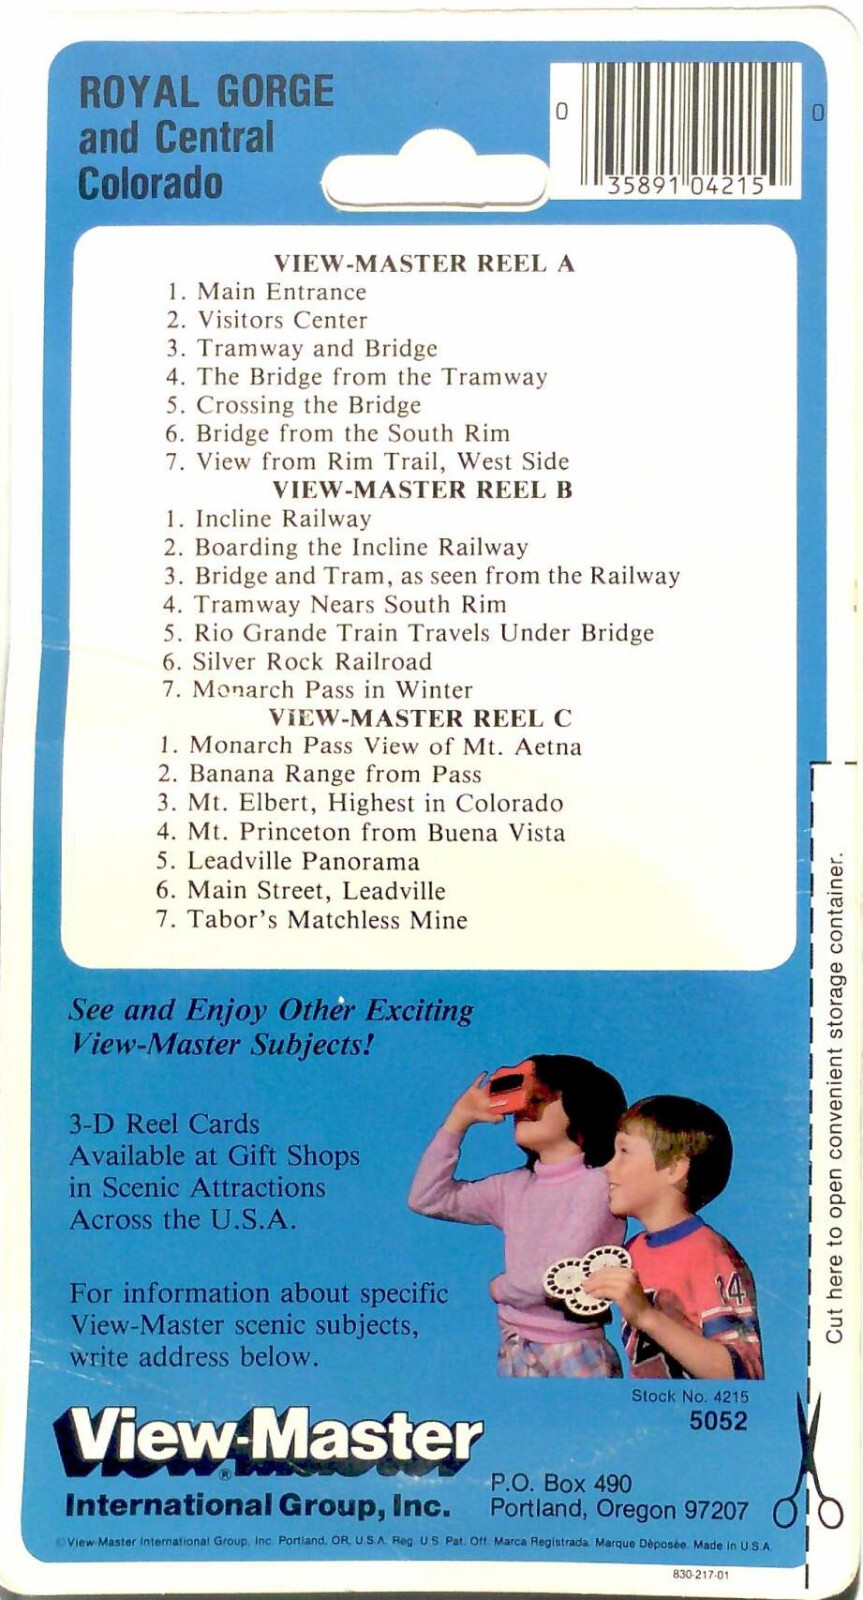 ROYAL GORGE
and Central
Colorado
0 35891 04215 0
VIEW-MASTER REEL A
1. Main Entrance
2. Visitors Center
3. Tramway and Bridge
4. The Bridge from the Tramway
5. Crossing the Bridge
6. Bridge from the South Rim
7. View from Rim Trail, West Side
VIEW-MASTER REEL B
1. Incline Railway
2. Boarding the Incline Railway
3. Bridge and Tram, as seen from the Railway
4. Tramway Nears South Rim
5. Rio Grande Train Travels Under Bridge
6. Silver Rock Railroad
7. Monarch Pass in Winter
VIEW-MASTER REEL C
1. Monarch Pass View of Mt. Aetna
2. Banana Range from Pass
3. Mt. Elbert, Highest in Colorado
4. Mt. Princeton from Buena Vista
5. Leadville Panorama
6. Main Street, Leadville
7. Tabor's Matchless Mine
Cut here to open convenient storage container.
See and Enjoy Other Exciting
View-Master Subjects!
3-D Reel Cards
Available at Gift Shops
in Scenic Attractions
Across the U.S.A.
For information about specific
View-Master scenic subjects,
write address below.
14
Stock No. 4215
5052
View-Master
®
International Group, Inc.
P.O. Box 490
Portland, Oregon 97207
©View-Master International Group, Inc. Portland, OR, U.S.A. Reg. U.S. Pat. Off. Marca Registrada. Marque Dèposée. Made in U.S.A.
830-217-01